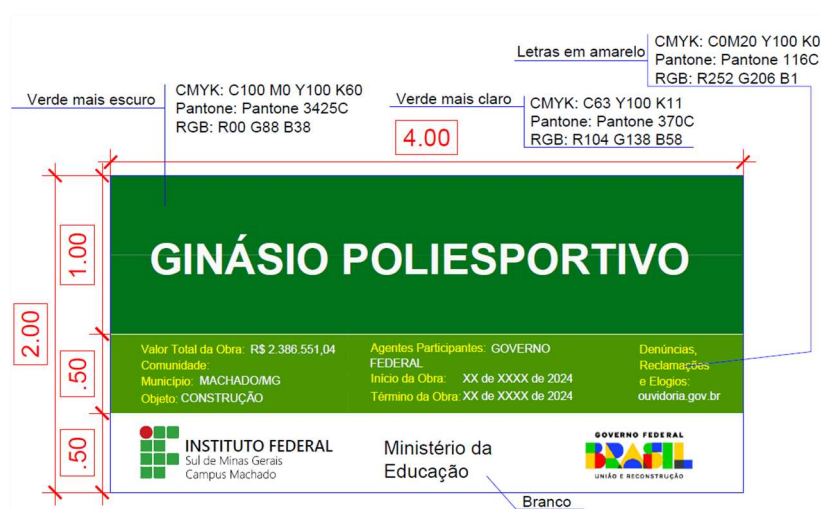 Letras em amarelo
CMYK: C0M20 Y100 K0
Pantone: Pantone 116C
RGB: R252 G206 B1
Verde mais escuro
CMYK: C100 M0 Y100 K60
Pantone: Pantone 3425C
RGB: R00 G88 B38
Verde mais claro
CMYK: C63 Y100 K11
Pantone: Pantone 370C
RGB: R104 G138 B58
4.00
2.00
1.00
.50
.50
GINÁSIO POLIESPORTIVO
Valor Total da Obra: R$ 2.386.551,04
Comunidade:
Município: MACHADO/MG
Objeto: CONSTRUÇÃO
Agentes Participantes: GOVERNO
FEDERAL
Início da Obra: XX de XXXX de 2024
Término da Obra: XX de XXXX de 2024
Denúncias,
Reclamações
e Elogios:
ouvidoria.gov.br
INSTITUTO FEDERAL
Sul de Minas Gerais
Campus Machado
Ministério da
Educação
GOVERNO FEDERAL
BRASIL
UNIÃO E RECONSTRUÇÃO
Branco